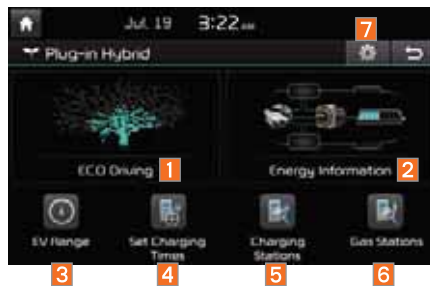 Jul. 19 3:22 AM
7
Plug-in Hybrid
ECO Driving 1
Energy Information 2
EV Range
Set Charging Times
Charging Stations
Gas Stations
3
4
5
6